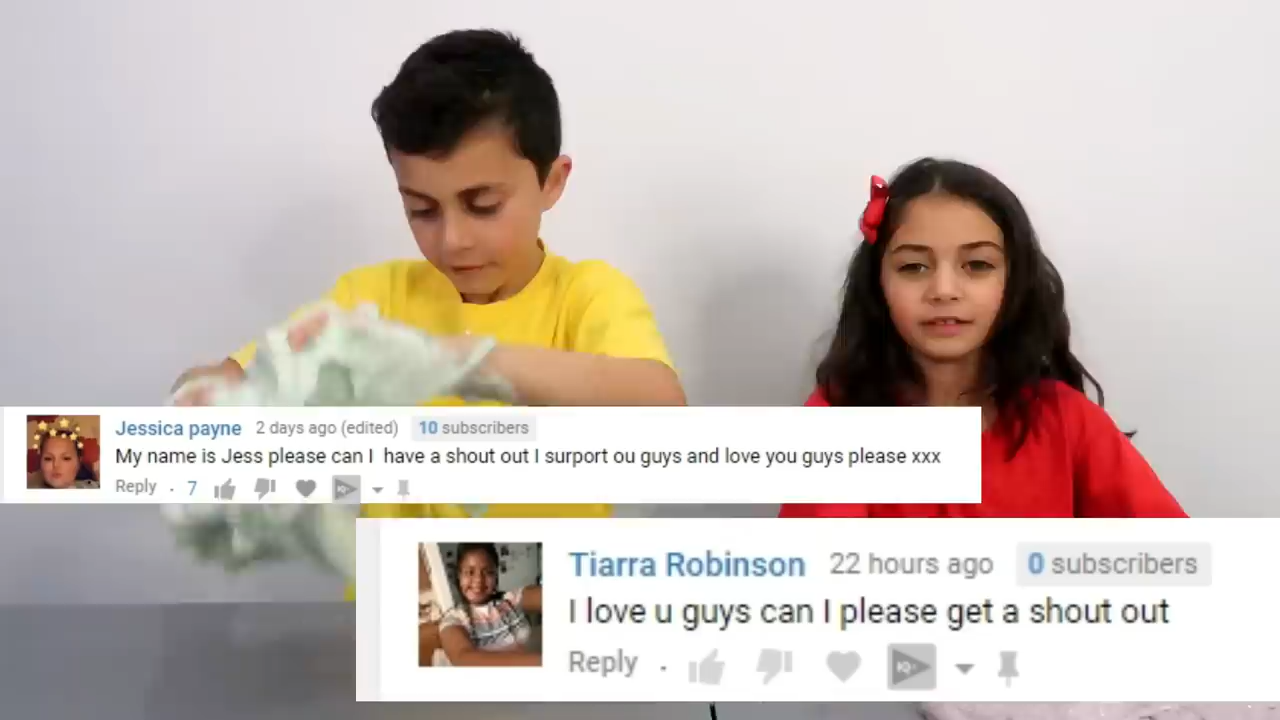 Jessica payne 2 days ago (edited) 10 subscribers
My name is Jess please can I have a shout out I surport ou guys and love you guys please xxx
Reply . 7
Tiarra Robinson 22 hours ago 0 subscribers
I love u guys can I please get a shout out
Reply .